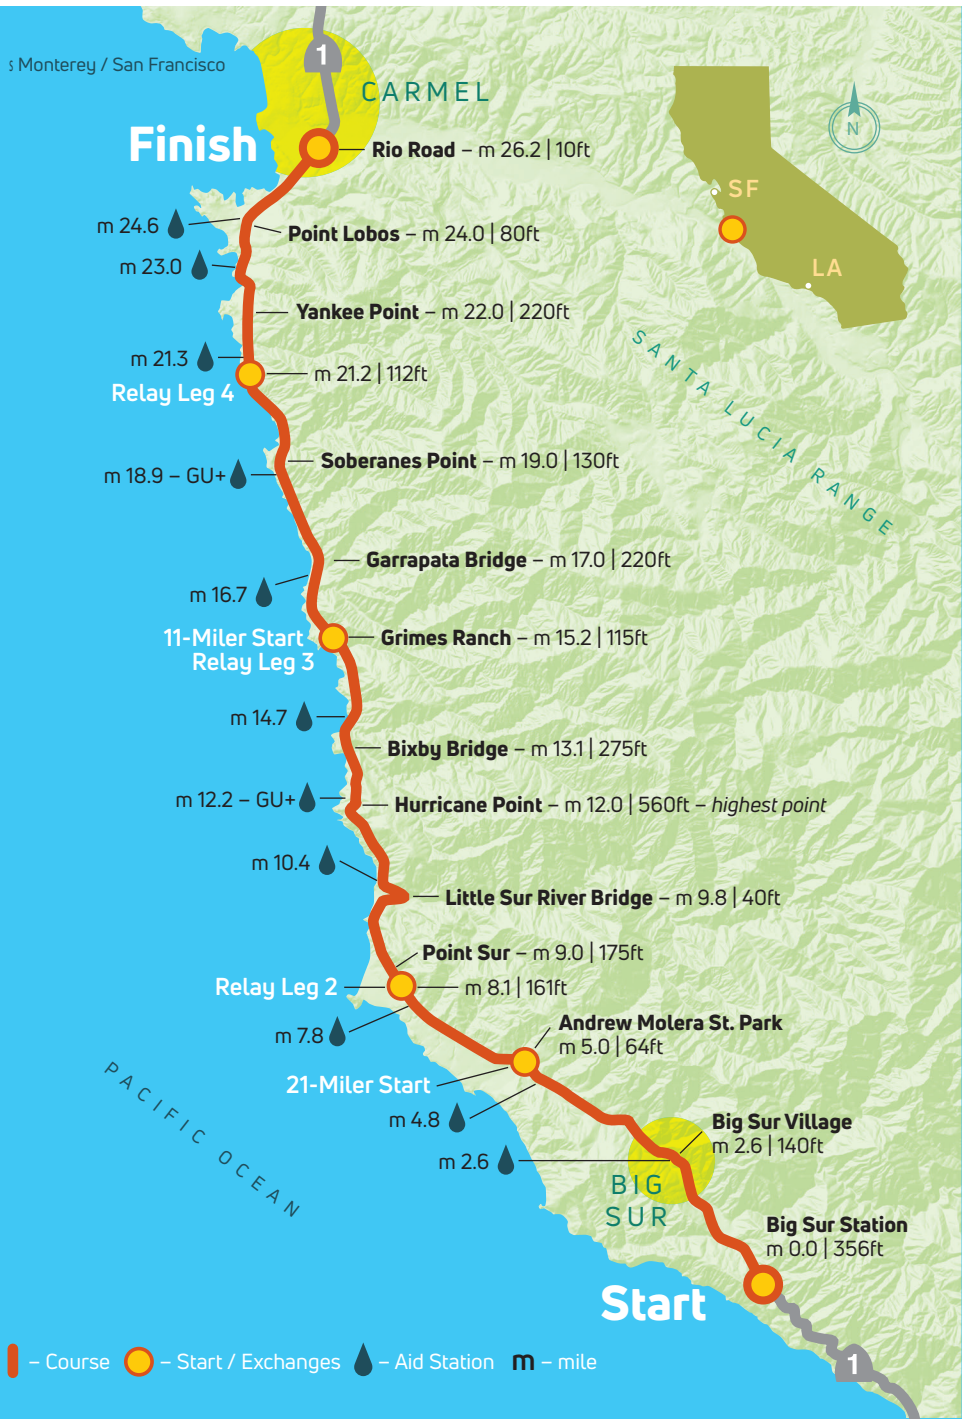 1
s Monterey / San Francisco
CARMEL
Finish
Rio Road – m 26.2 | 10ft
N
SF
LA
m 24.6
Point Lobos – m 24.0 | 80ft
m 23.0
Yankee Point – m 22.0 | 220ft
m 21.3
m 21.2 | 112ft
Relay Leg 4
SANTA LUCIA RANGE
Soberanes Point – m 19.0 | 130ft
m 18.9 – GU+
Garrapata Bridge – m 17.0 | 220ft
m 16.7
11-Miler Start
Relay Leg 3
Grimes Ranch – m 15.2 | 115ft
m 14.7
Bixby Bridge – m 13.1 | 275ft
m 12.2 – GU+
Hurricane Point – m 12.0 | 560ft – highest point
m 10.4
Little Sur River Bridge – m 9.8 | 40ft
Point Sur – m 9.0 | 175ft
Relay Leg 2
m 8.1 | 161ft
m 7.8
Andrew Molera St. Park
m 5.0 | 64ft
21-Miler Start
m 4.8
PACIFIC OCEAN
Big Sur Village
m 2.6 | 140ft
m 2.6
BIG
SUR
Big Sur Station
m 0.0 | 356ft
Start
1
– Course – Start / Exchanges – Aid Station m – mile